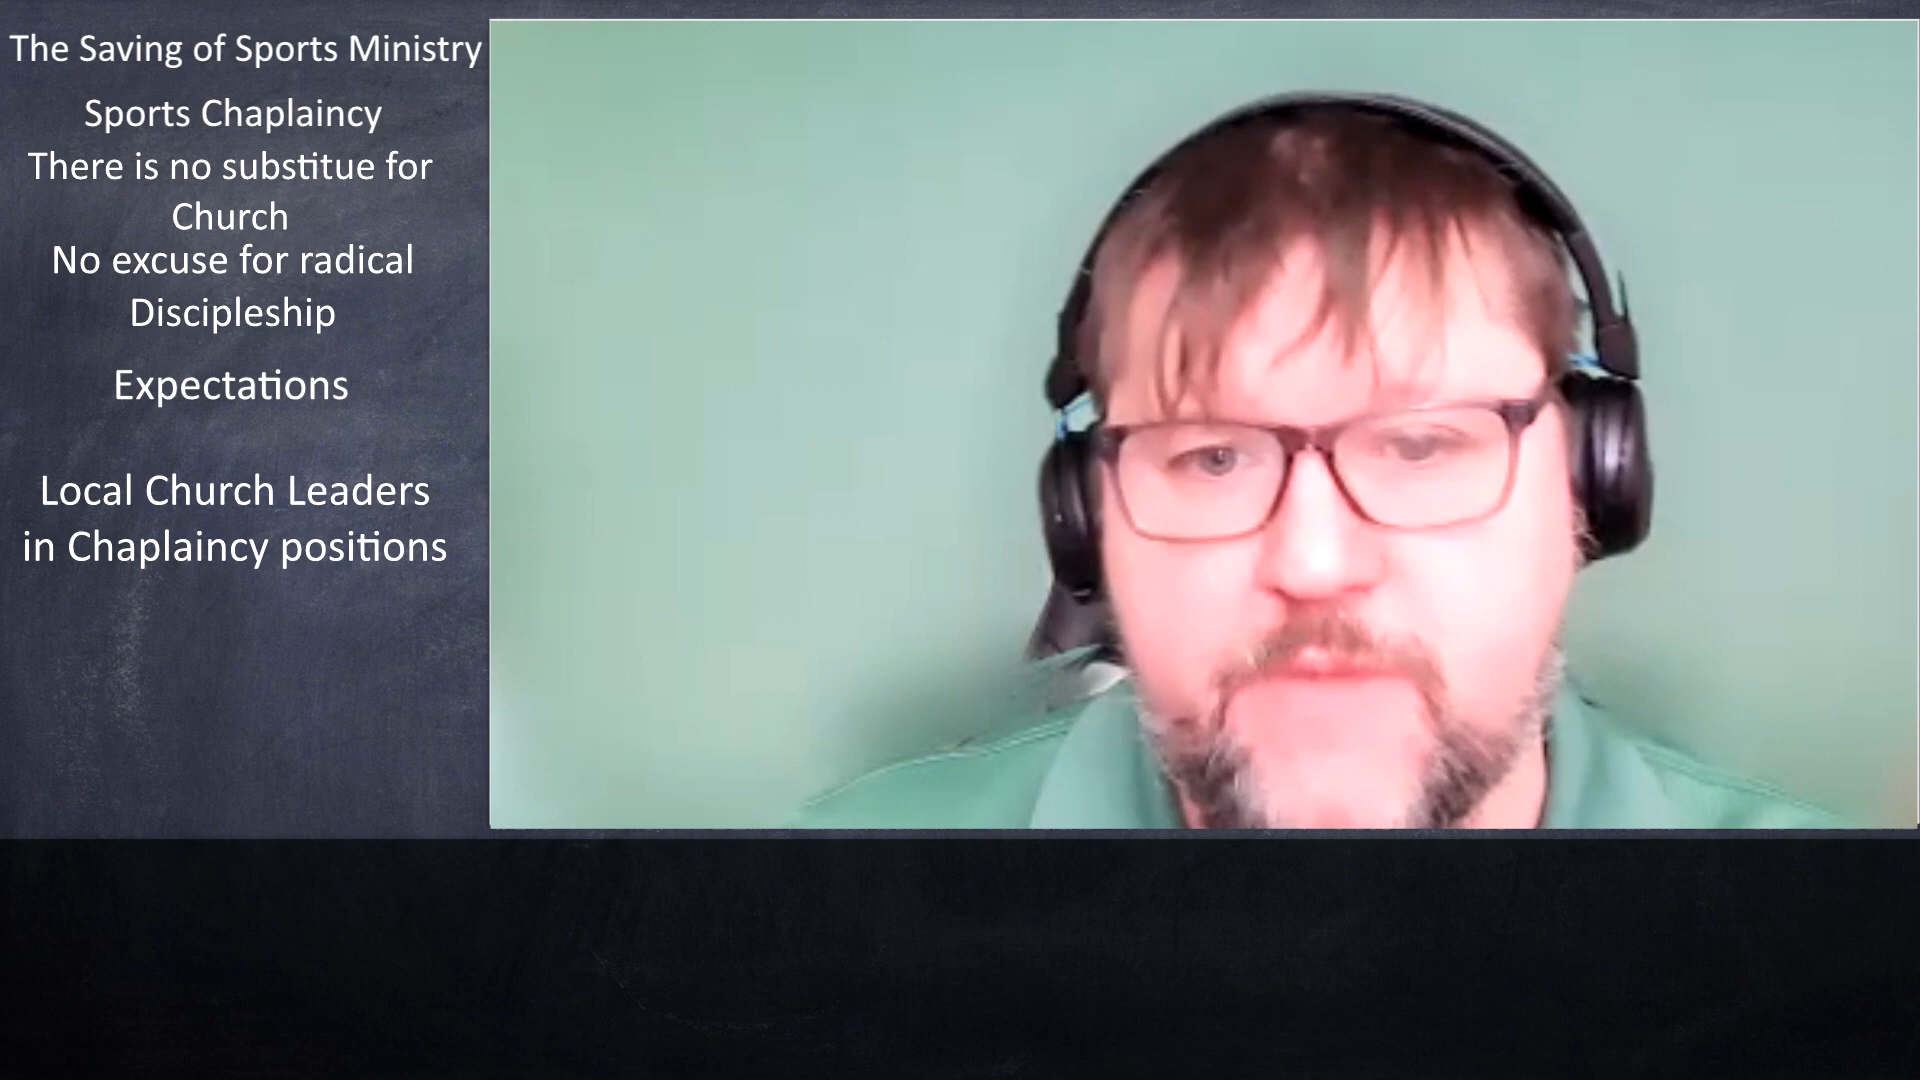 The Saving of Sports Ministry
Sports Chaplaincy
There is no substitue for
Church
No excuse for radical
Discipleship
Expectations
Local Church Leaders
in Chaplaincy positions